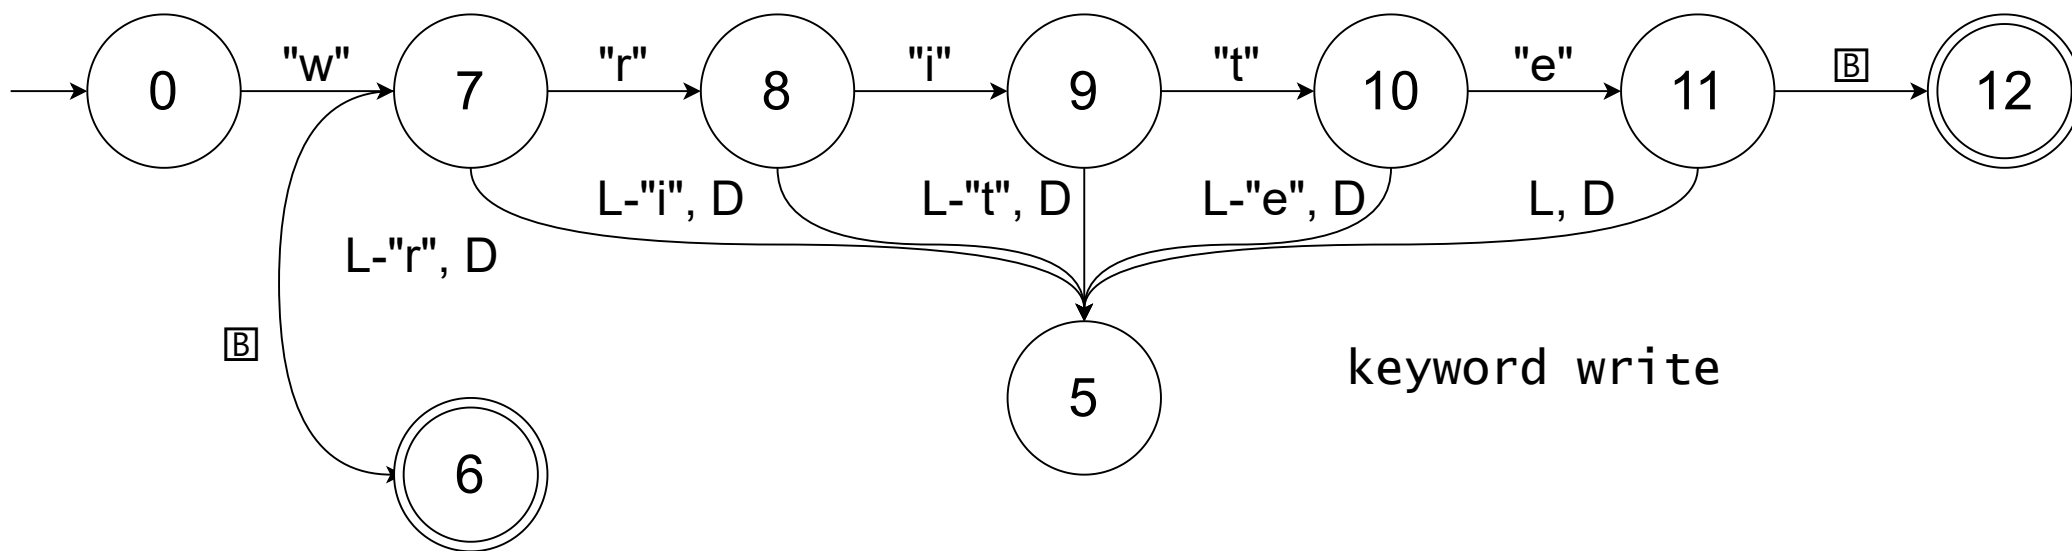 "w" "r" "i" "t" "e" 🄱
0 7 8 9 10 11 12
L-"r", D L-"i", D L-"t", D L-"e", D L, D
🄱
5 keyword write
6